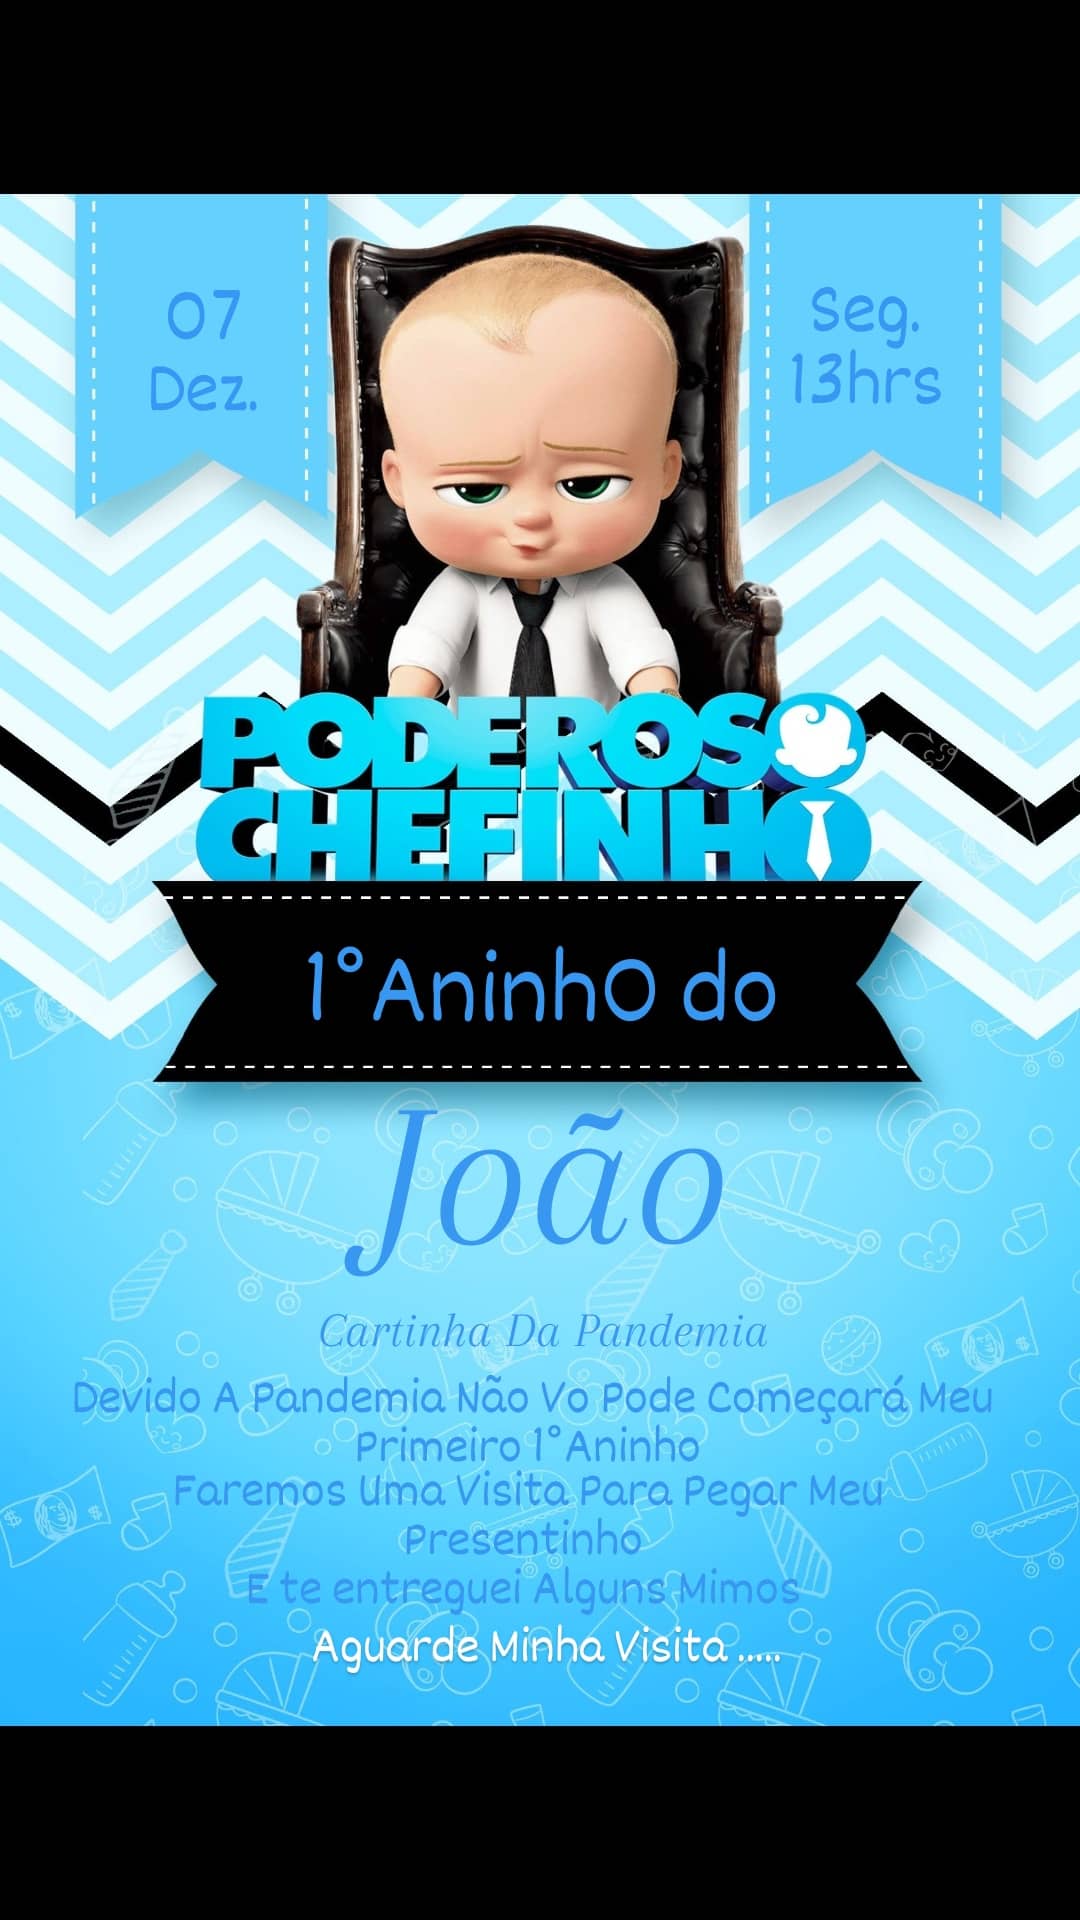 07
Dez.
Seg.
13hrs
PODEROSO
CHEFINHO
1°AninhO do
João
Cartinha Da Pandemia
Devido A Pandemia Não Vo Pode Começará Meu
Primeiro 1°Aninho
Faremos Uma Visita Para Pegar Meu
Presentinho
E te entreguei Alguns Mimos
Aguarde Minha Visita .....